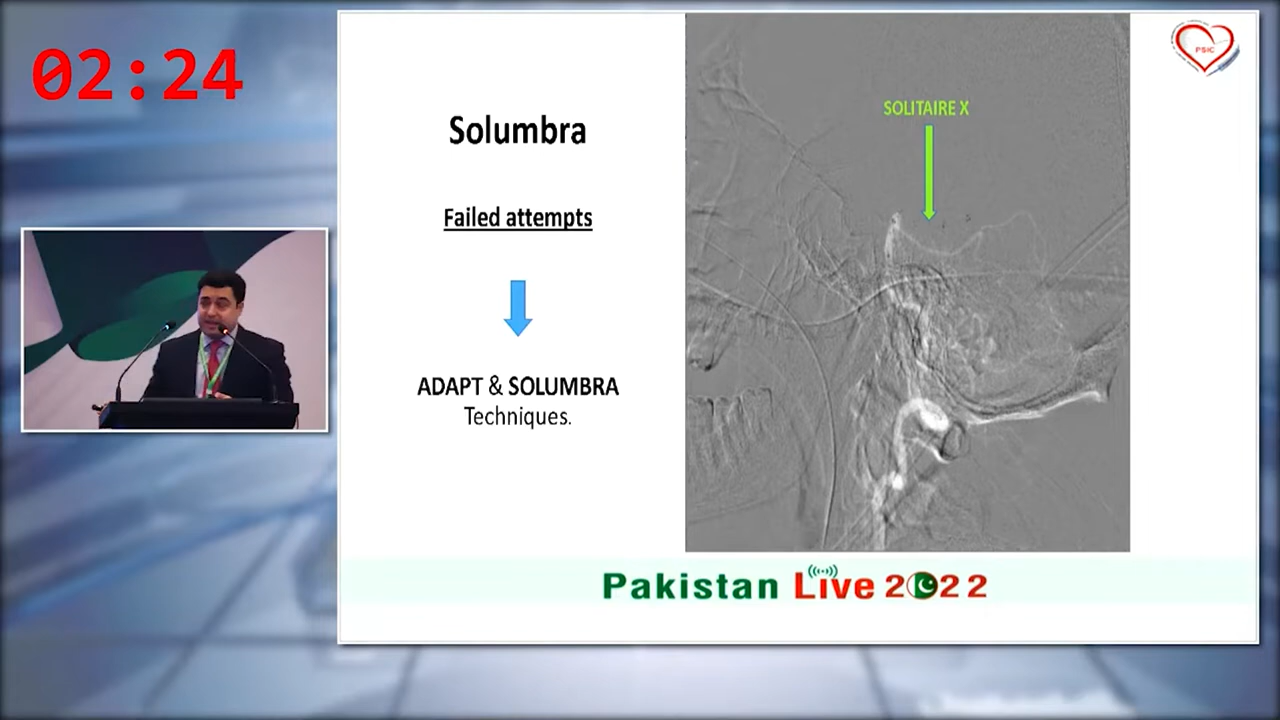 02:24
Solumbra
Failed attempts
ADAPT & SOLUMBRA
Techniques.
SOLITAIRE X
PSIC
Pakistan Live 2022